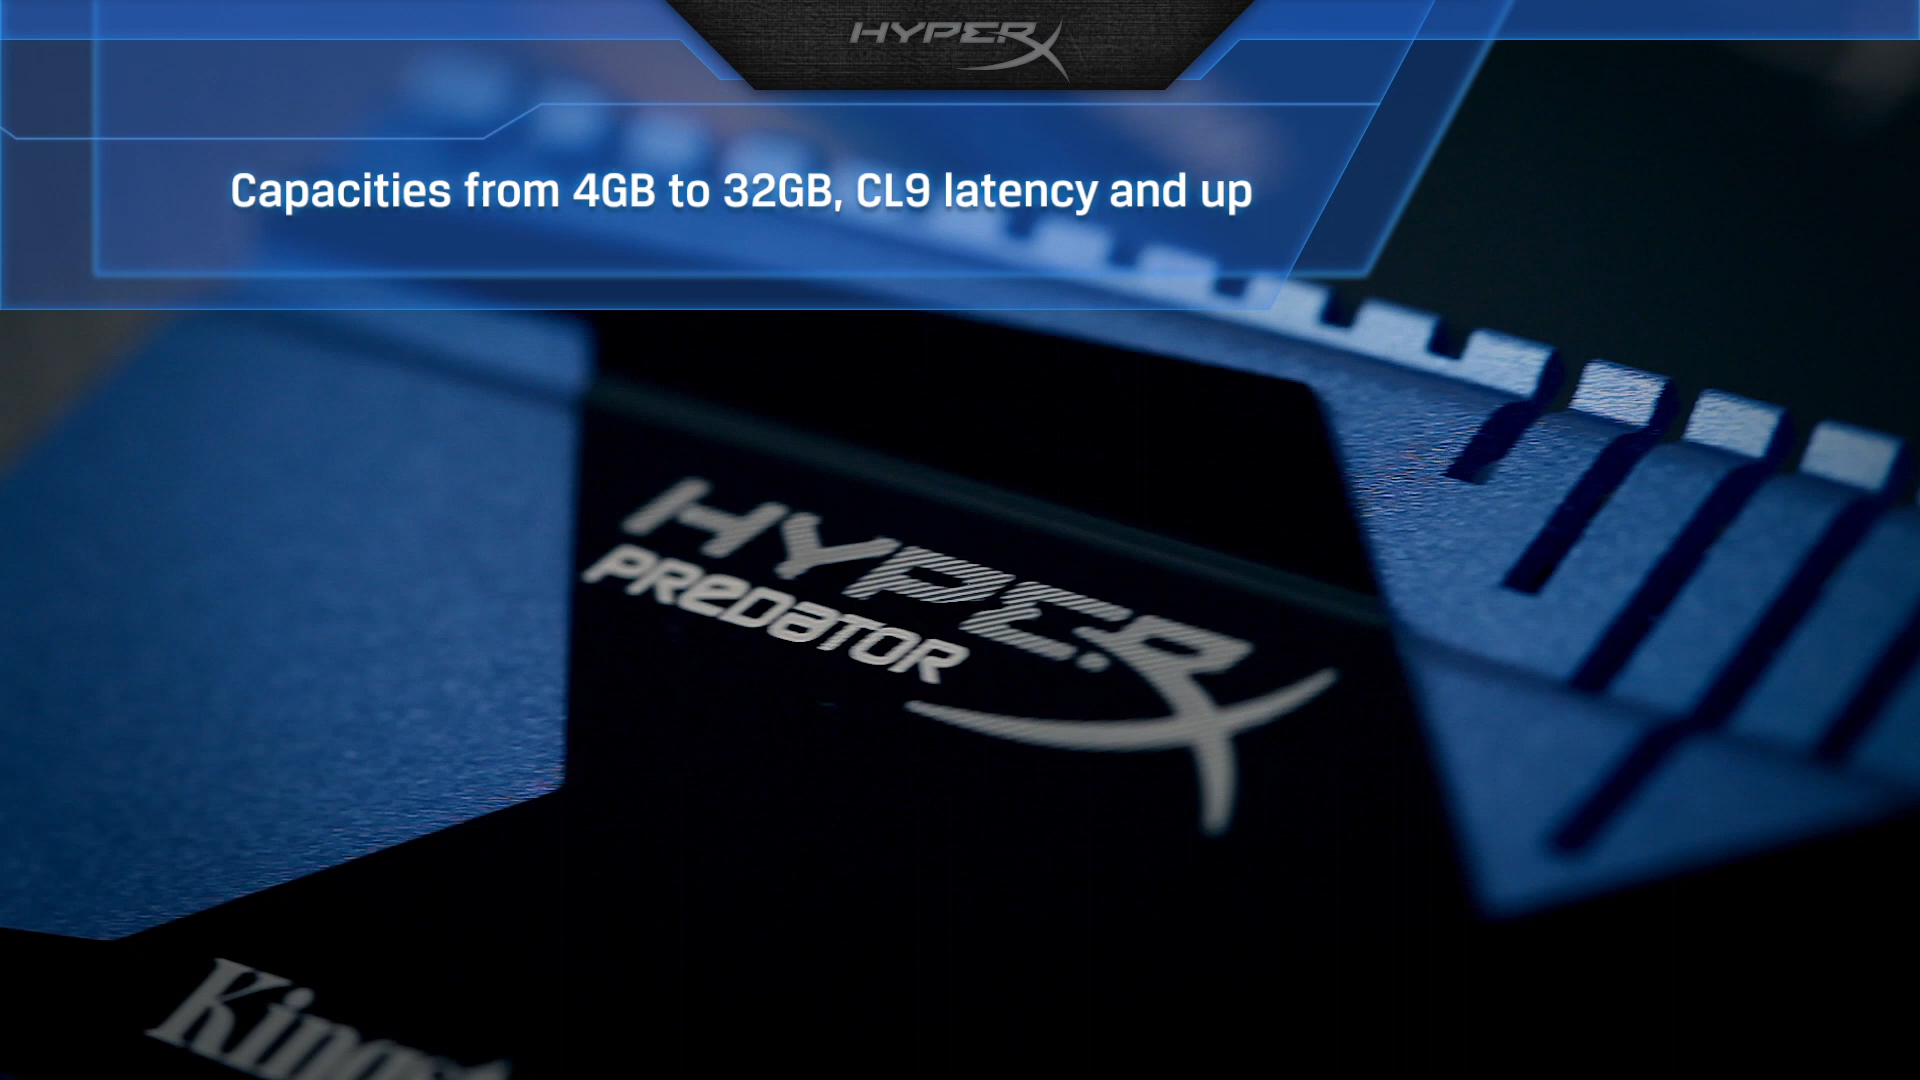 HYPERX
Capacities from 4GB to 32GB, CL9 latency and up
HYPERX
PREDATOR